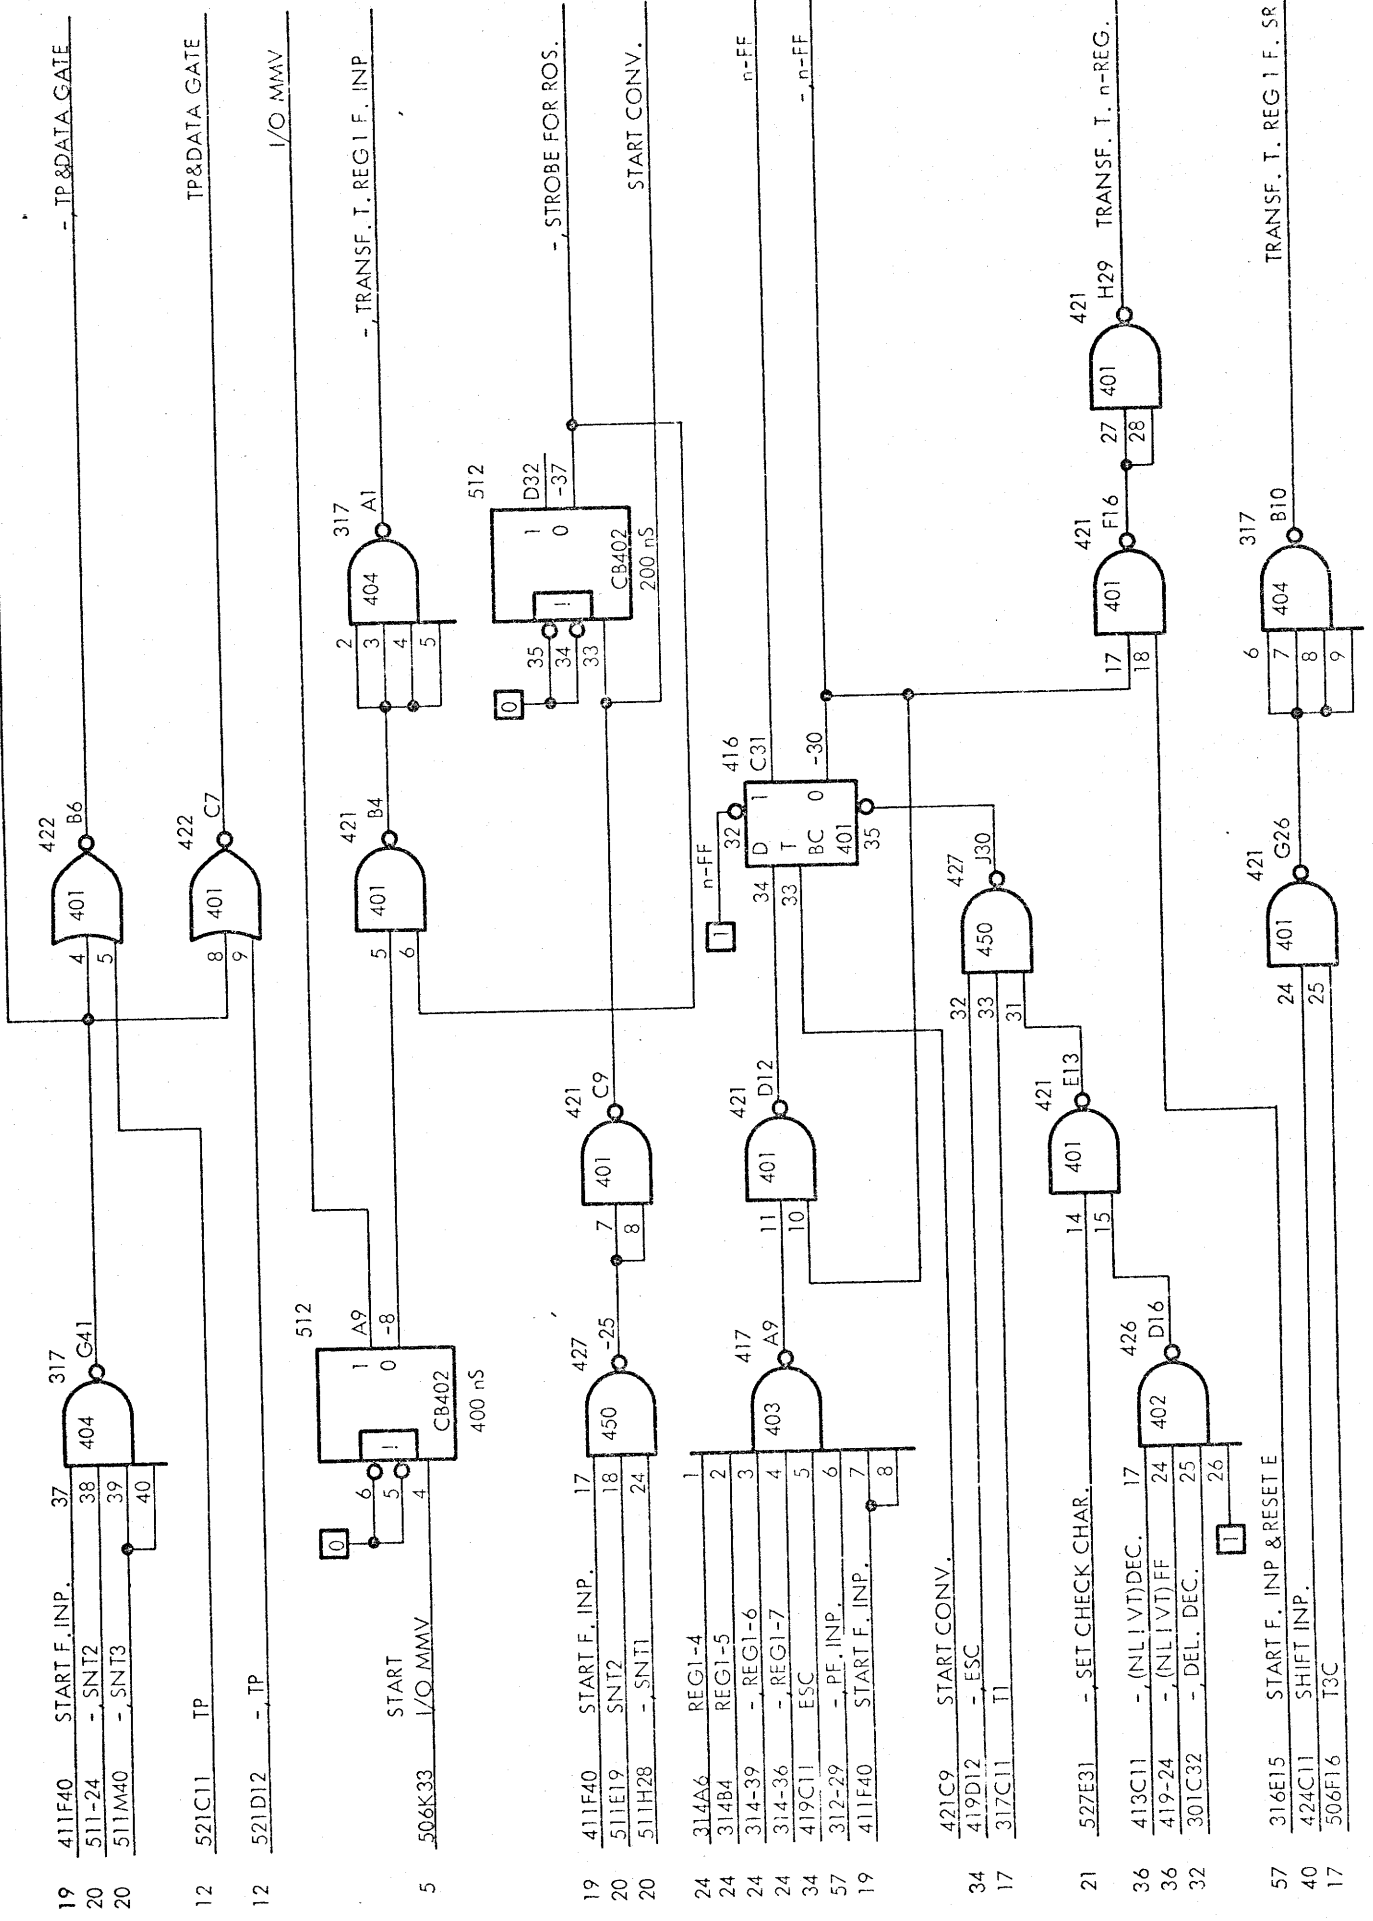 19 411F40 START F. INP. 37
20 511-24 -, SNT2 38
20 511M40 -, SNT3 39
40
404
317
G41
12 521C11 TP
12 521D12 -, TP
4
5
401
422
B6
-, TP &DATA GATE
8
9
401
422
C7
TP&DATA GATE
5 506K33 START
I/O MMV
0
6
5
4
!
1
0
CB402
400 nS
512
A9
-8
I/O MMV
5
6
401
421
B4
2
3
4
5
404
317
A1
-, TRANSF. T. REG 1 F. INP
19 411F40 START F. INP. 17
20 511E19 SNT2 18
20 511H28 -, SNT1 24
450
427
-25
7
8
401
421
C9
0
35
34
33
!
1
0
CB402
200 nS
512
D32
-37
-, STROBE FOR ROS.
START CONV.
24 314A6 REG1-4 1
24 314B4 REG1-5 2
24 314-39 -, REG1-6 3
24 314-36 -, REG1-7 4
34 419C11 ESC 5
57 312-29 -, PF. INP. 6
19 411F40 START F. INP. 7
8
403
417
A9
11
10
401
421
D12
1
n-FF
32
34
33
D
T
BC
1
0
401
35
416
C31
-30
n-FF
-, n-FF
421C9 START CONV.
34 419D12 -, ESC
17 317C11 T1
32
33
31
450
427
J30
21 527E31 -, SET CHECK CHAR.
14
15
401
421
E13
36 413C11 -, (NL ! VT)DEC. 17
36 419-24 -, (NL ! VT) FF 24
32 301C32 -, DEL. DEC. 25
26
1
402
426
D16
17
18
401
421
F16
27
28
401
421
H29
TRANSF. T. n-REG.
57 316E15 START F. INP & RESET E
40 424C11 SHIFT INP.
17 506F16 T3C
24
25
401
421
G26
6
7
8
9
404
317
B10
TRANSF. T. REG 1 F. SR